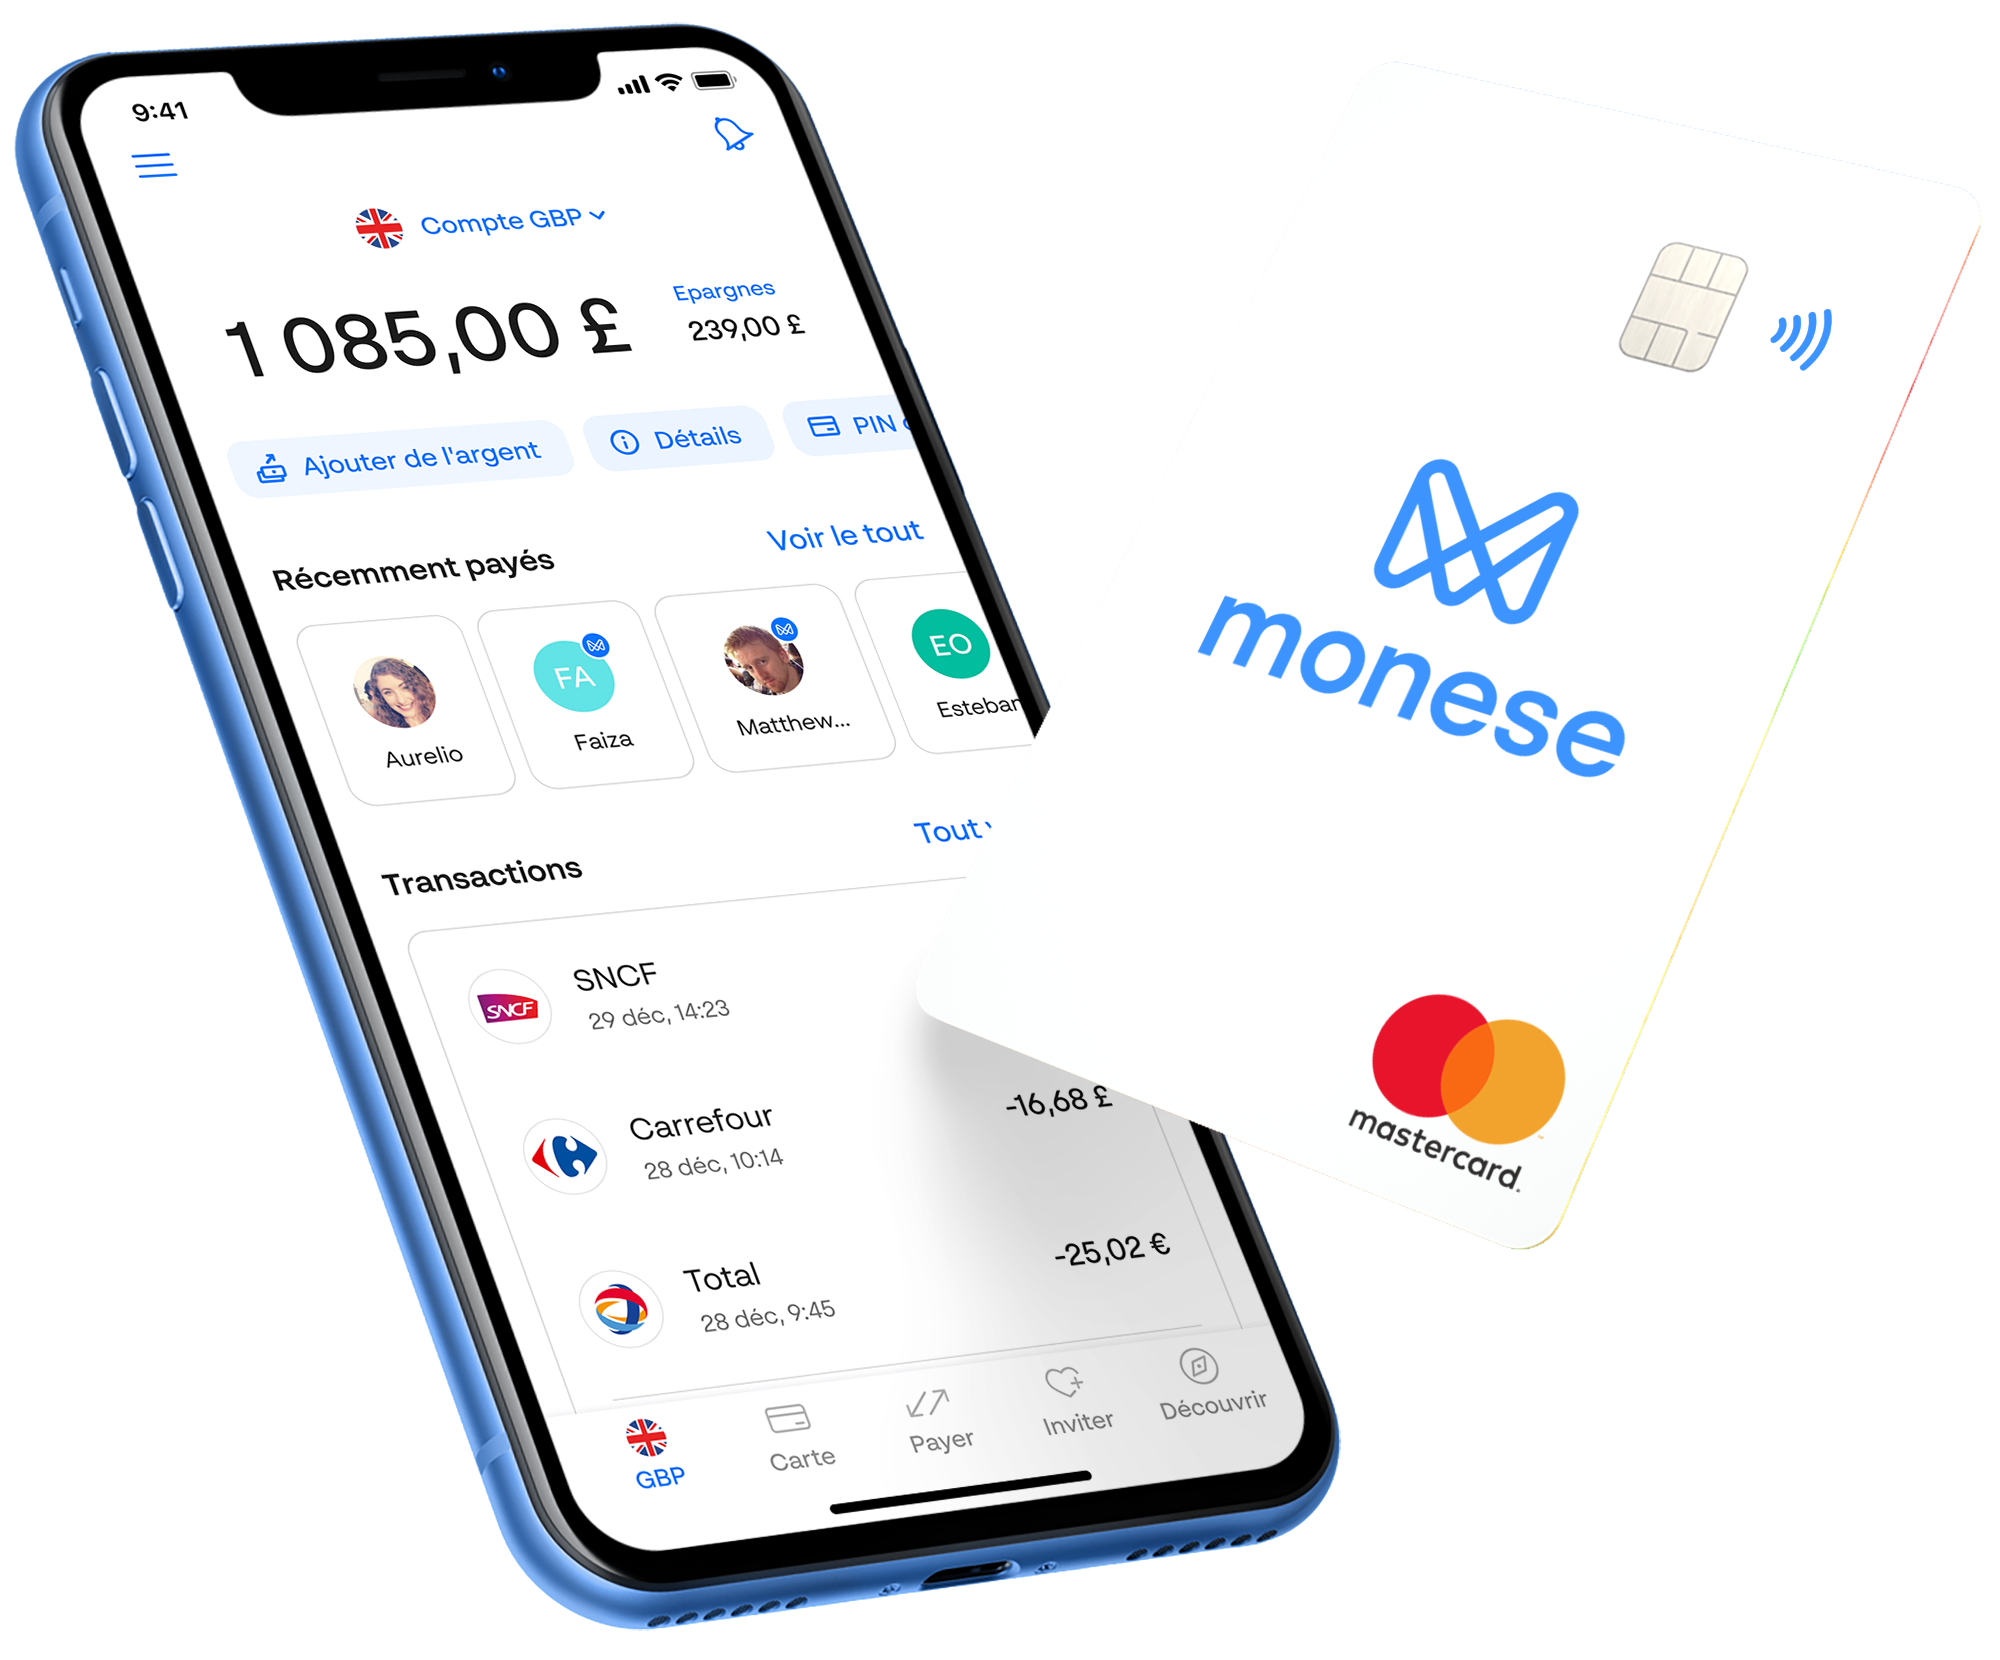 9:41
Compte GBP
1 085,00 £
Epargnes
239,00 £
Ajouter de l'argent
Détails
PIN
Récemment payés
Voir le tout
FA
EO
Aurelio
Faiza
Matthew...
Esteban
Transactions
Tout
SNCF
SNCF
29 déc, 14:23
Carrefour
28 déc, 10:14
-16,68 £
Total
28 déc, 9:45
-25,02 €
GBP
Carte
Payer
Inviter
Découvrir
monese
mastercard.